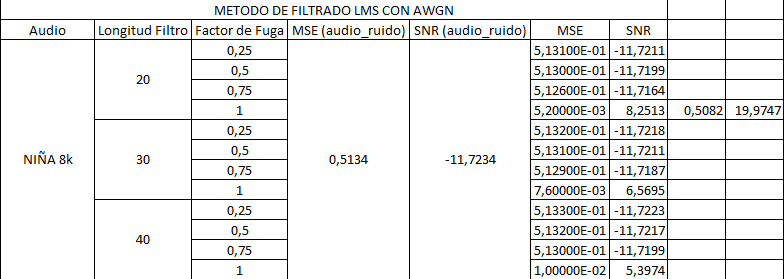 METODO DE FILTRADO LMS CON AWGN
Audio Longitud Filtro Factor de Fuga MSE (audio_ruido) SNR (audio_ruido) MSE SNR
NIÑA 8k 20 0,25 0,5134 -11,7234 5,13100E-01 -11,7211
0,5 5,13000E-01 -11,7199
0,75 5,12600E-01 -11,7164
1 5,20000E-03 8,2513 0,5082 19,9747
30 0,25 5,13200E-01 -11,7218
0,5 5,13100E-01 -11,7211
0,75 5,12900E-01 -11,7187
1 7,60000E-03 6,5695
40 0,25 5,13300E-01 -11,7223
0,5 5,13200E-01 -11,7217
0,75 5,13000E-01 -11,7199
1 1,00000E-02 5,3974